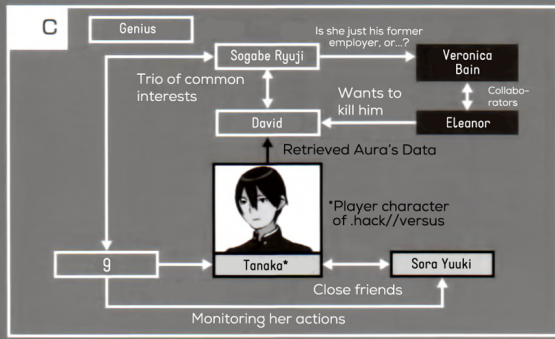 C
Genius
Is she just his former
employer, or...?
Sogabe Ryuji
Veronica
Bain
Trio of common
interests
Wants to
kill him
Collabo-
rators
David
Eleanor
Retrieved Aura's Data
*Player character
of .hack//versus
9
Tanaka*
Sora Yuuki
Close friends
Monitoring her actions